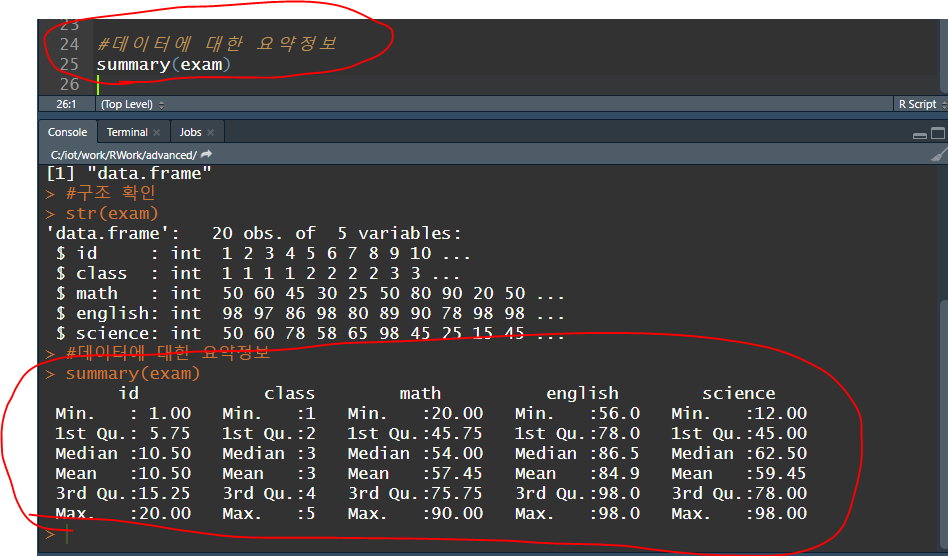 23
24 #데이터에 대한 요약정보
25 summary(exam)
26
26:1 (Top Level) R Script
Console Terminal Jobs
C:/iot/work/RWork/advanced/
[1] "data.frame"
> #구조 확인
> str(exam)
'data.frame':   20 obs. of  5 variables:
 $ id     : int  1 2 3 4 5 6 7 8 9 10 ...
 $ class  : int  1 1 1 1 2 2 2 2 3 3 ...
 $ math   : int  50 60 45 30 25 50 80 90 20 50 ...
 $ english: int  98 97 86 98 80 89 90 78 98 98 ...
 $ science: int  50 60 78 58 65 98 45 25 15 45 ...
> #데이터에 대한 요약정보
> summary(exam)
       id            class        math          english        science
 Min.   : 1.00   Min.   :1   Min.   :20.00   Min.   :56.0   Min.   :12.00
 1st Qu.: 5.75   1st Qu.:2   1st Qu.:45.75   1st Qu.:78.0   1st Qu.:45.00
 Median :10.50   Median :3   Median :54.00   Median :86.5   Median :62.50
 Mean   :10.50   Mean   :3   Mean   :57.45   Mean   :84.9   Mean   :59.45
 3rd Qu.:15.25   3rd Qu.:4   3rd Qu.:75.75   3rd Qu.:98.0   3rd Qu.:78.00
 Max.   :20.00   Max.   :5   Max.   :90.00   Max.   :98.0   Max.   :98.00
>